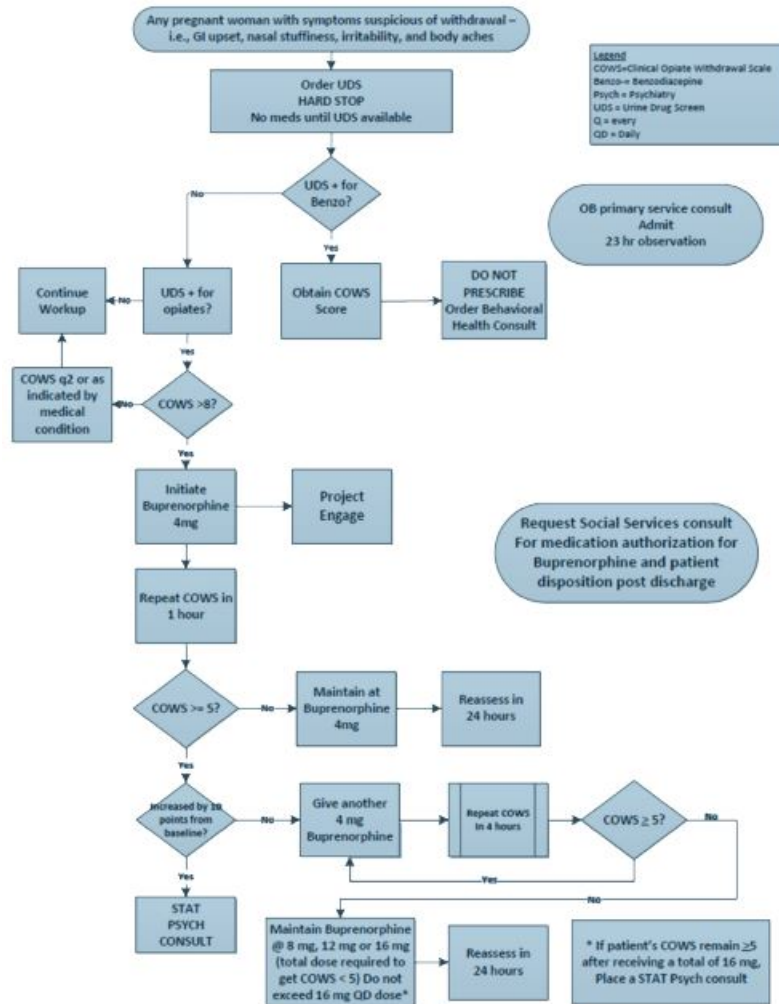 Any pregnant woman with symptoms suspicious of withdrawal –
i.e., GI upset, nasal stuffiness, irritability, and body aches
Legend
COWS=Clinical Opiate Withdrawal Scale
Benzo-= Benzodiazepine
Psych = Psychiatry
UDS = Urine Drug Screen
Q = every
QD = Daily
Order UDS
HARD STOP
No meds until UDS available
UDS + for
Benzo?
No
Yes
OB primary service consult
Admit
23 hr observation
Continue
Workup
No
UDS + for
opiates?
Obtain COWS
Score
DO NOT
PRESCRIBE
Order Behavioral
Health Consult
Yes
COWS q2 or as
indicated by
medical
condition
No
COWS >8?
Yes
Initiate
Buprenorphine
4mg
Project
Engage
Request Social Services consult
For medication authorization for
Buprenorphine and patient
disposition post discharge
Repeat COWS in
1 hour
COWS >= 5?
No
Maintain at
Buprenorphine
4mg
Reassess in
24 hours
Yes
Increased by 10
points from
baseline?
No
Give another
4 mg
Buprenorphine
Repeat COWS
in 4 hours
COWS ≥ 5?
No
Yes
Yes
No
STAT
PSYCH
CONSULT
Maintain Buprenorphine
@ 8 mg, 12 mg or 16 mg
(total dose required to
get COWS < 5) Do not
exceed 16 mg QD dose*
Reassess in
24 hours
* If patient's COWS remain ≥5
after receiving a total of 16 mg,
Place a STAT Psych consult